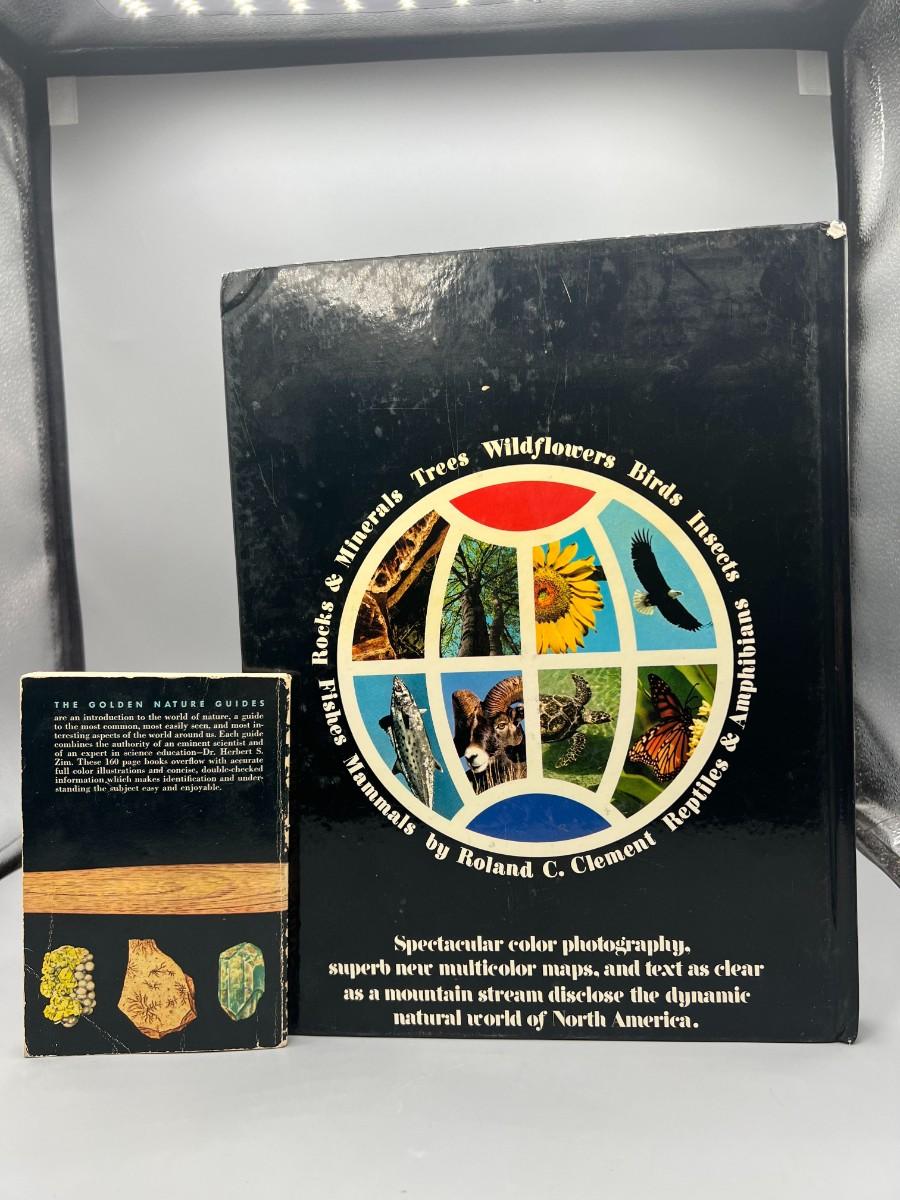 THE GOLDEN NATURE GUIDES
are an introduction to the world of nature, a guide
to the most common, most easily seen, and most in-
teresting aspects of the world around us. Each guide
combines the authority of an eminent scientist and
of an expert in science education—Dr. Herbert S.
Zim. These 160 page books overflow with accurate
full color illustrations and concise, double-checked
information which makes identification and under-
standing the subject easy and enjoyable.
Rocks & Minerals Trees Wildflowers Birds Insects Reptiles & Amphibians
Fishes Mammals by Roland C. Clement
Spectacular color photography,
superb new multicolor maps, and text as clear
as a mountain stream disclose the dynamic
natural world of North America.